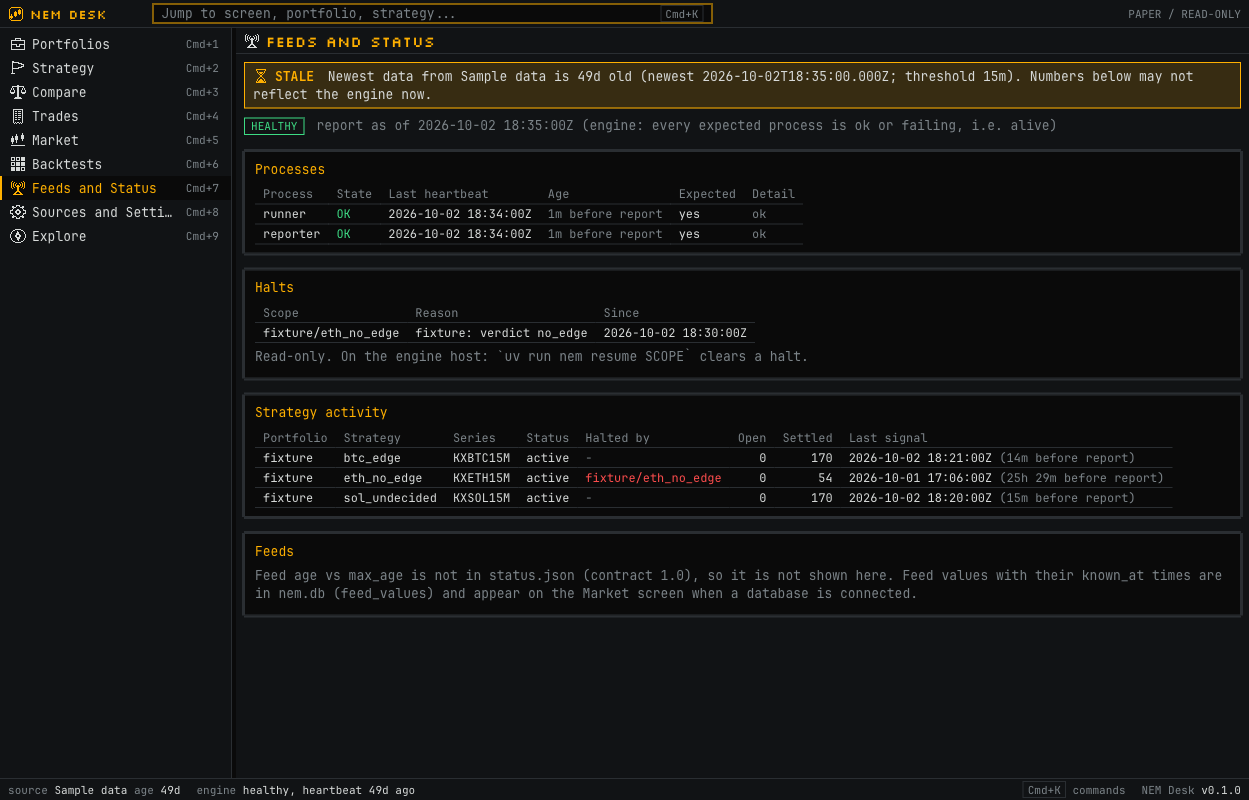 NEM DESK
Jump to screen, portfolio, strategy... Cmd+K
PAPER / READ-ONLY
Portfolios Cmd+1
Strategy Cmd+2
Compare Cmd+3
Trades Cmd+4
Market Cmd+5
Backtests Cmd+6
Feeds and Status Cmd+7
Sources and Setti… Cmd+8
Explore Cmd+9
FEEDS AND STATUS
STALE Newest data from Sample data is 49d old (newest 2026-10-02T18:35:00.000Z; threshold 15m). Numbers below may not
reflect the engine now.
HEALTHY report as of 2026-10-02 18:35:00Z (engine: every expected process is ok or failing, i.e. alive)
Processes
Process State Last heartbeat Age Expected Detail
runner OK 2026-10-02 18:34:00Z 1m before report yes ok
reporter OK 2026-10-02 18:34:00Z 1m before report yes ok
Halts
Scope Reason Since
fixture/eth_no_edge fixture: verdict no_edge 2026-10-02 18:30:00Z
Read-only. On the engine host: `uv run nem resume SCOPE` clears a halt.
Strategy activity
Portfolio Strategy Series Status Halted by Open Settled Last signal
fixture btc_edge KXBTC15M active - 0 170 2026-10-02 18:21:00Z (14m before report)
fixture eth_no_edge KXETH15M active fixture/eth_no_edge 0 54 2026-10-01 17:06:00Z (25h 29m before report)
fixture sol_undecided KXSOL15M active - 0 170 2026-10-02 18:20:00Z (15m before report)
Feeds
Feed age vs max_age is not in status.json (contract 1.0), so it is not shown here. Feed values with their known_at times are
in nem.db (feed_values) and appear on the Market screen when a database is connected.
source Sample data age 49d engine healthy, heartbeat 49d ago
Cmd+K commands NEM Desk v0.1.0